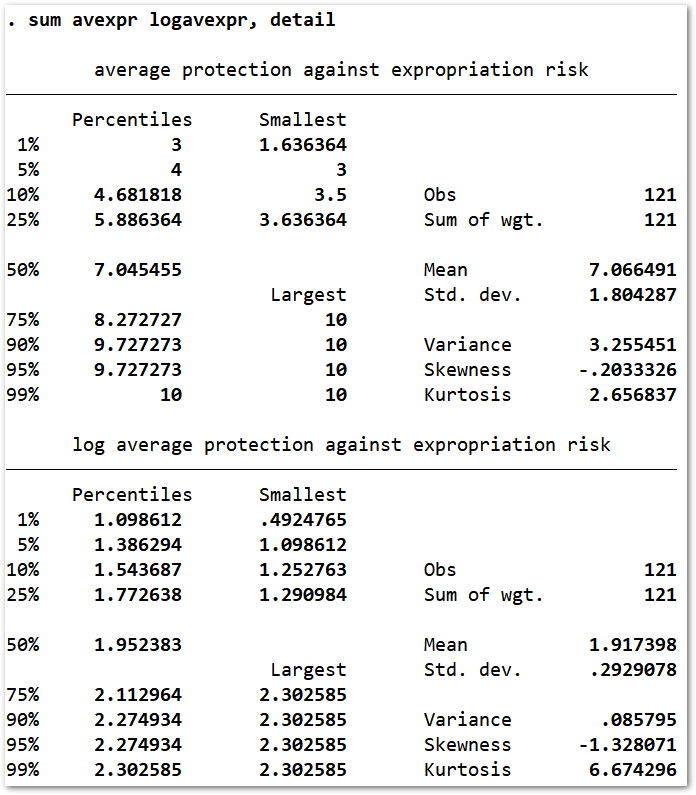 . sum avexpr logavexpr, detail
average protection against expropriation risk
Percentiles Smallest
1% 3 1.636364
5% 4 3
10% 4.681818 3.5 Obs 121
25% 5.886364 3.636364 Sum of wgt. 121
50% 7.045455 Mean 7.066491
Largest Std. dev. 1.804287
75% 8.272727 10
90% 9.727273 10 Variance 3.255451
95% 9.727273 10 Skewness -.2033326
99% 10 10 Kurtosis 2.656837
log average protection against expropriation risk
Percentiles Smallest
1% 1.098612 .4924765
5% 1.386294 1.098612
10% 1.543687 1.252763 Obs 121
25% 1.772638 1.290984 Sum of wgt. 121
50% 1.952383 Mean 1.917398
Largest Std. dev. .2929078
75% 2.112964 2.302585
90% 2.274934 2.302585 Variance .085795
95% 2.274934 2.302585 Skewness -1.328071
99% 2.302585 2.302585 Kurtosis 6.674296